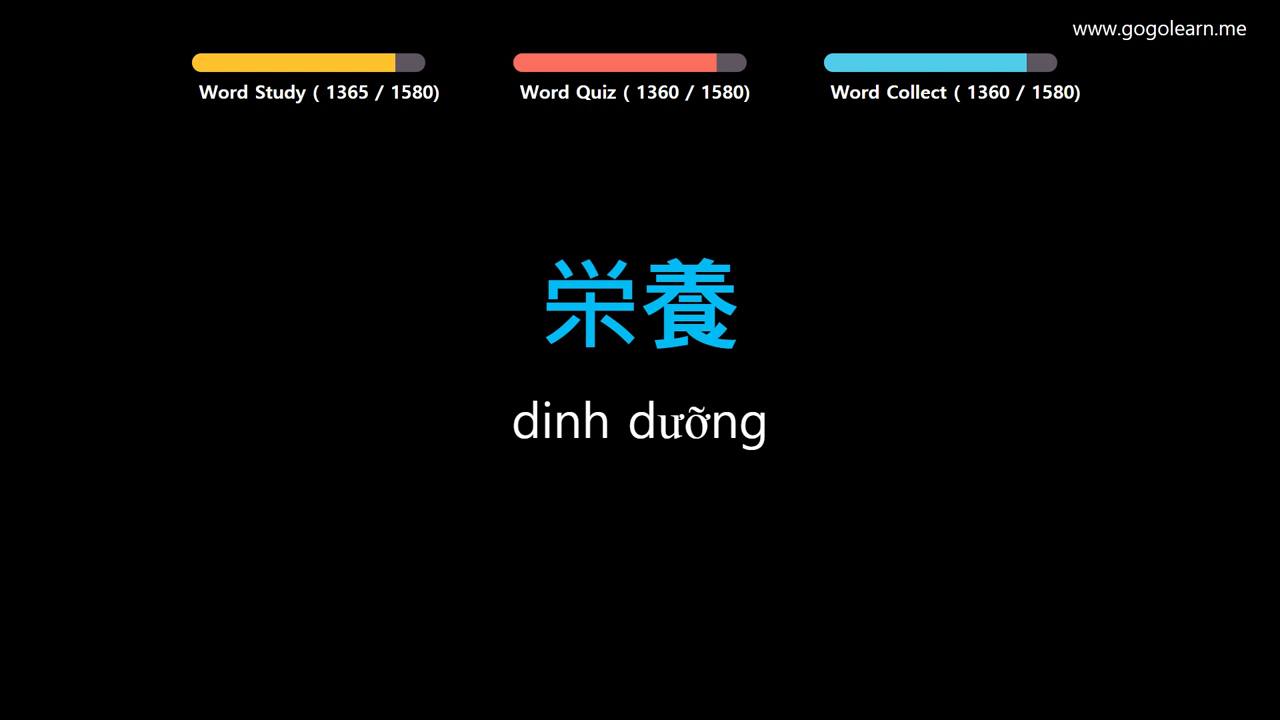 www.gogolearn.me
Word Study ( 1365 / 1580)
Word Quiz ( 1360 / 1580)
Word Collect ( 1360 / 1580)
栄養
dinh dưỡng